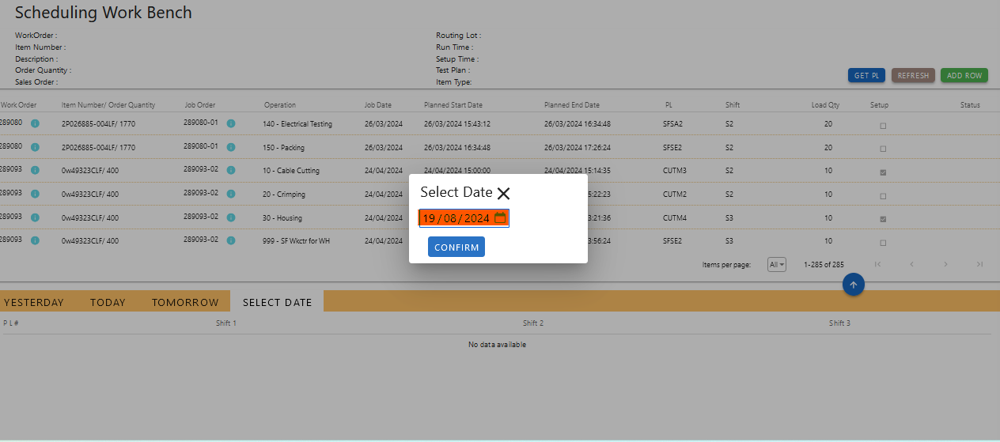 Scheduling Work Bench
WorkOrder :
Item Number :
Description :
Order Quantity :
Sales Order :
Routing Lot :
Run Time :
Setup Time :
Test Plan :
Item Type:
GET PL REFRESH ADD ROW
Work Order Item Number/ Order Quantity Job Order Operation Job Date Planned Start Date Planned End Date PL Shift Load Qty Setup Status
289080 2P026885-004LF/ 1770 289080-01 140 - Electrical Testing 26/03/2024 26/03/2024 15:43:12 26/03/2024 16:34:48 SFSA2 S2 20
289080 2P026885-004LF/ 1770 289080-01 150 - Packing 26/03/2024 26/03/2024 16:34:48 26/03/2024 17:26:24 SFSE2 S2 20
289093 0w49323CLF/ 400 289093-02 10 - Cable Cutting 24/04/2024 24/04/2024 15:00:00 24/04/2024 15:14:35 CUTM3 S2 10
289093 0w49323CLF/ 400 289093-02 20 - Crimping 24/04/2024 5:22:23 CUTM2 S2 10
289093 0w49323CLF/ 400 289093-02 30 - Housing 24/04/2024 3:21:36 CUTM4 S3 10
289093 0w49323CLF/ 400 289093-02 999 - SF Wkctr for WH 24/04/2024 3:56:24 SFSE2 S3 10
Select Date
19/08/2024
CONFIRM
Items per page: All 1-285 of 285
YESTERDAY TODAY TOMORROW SELECT DATE
P L # Shift 1 Shift 2 Shift 3
No data available